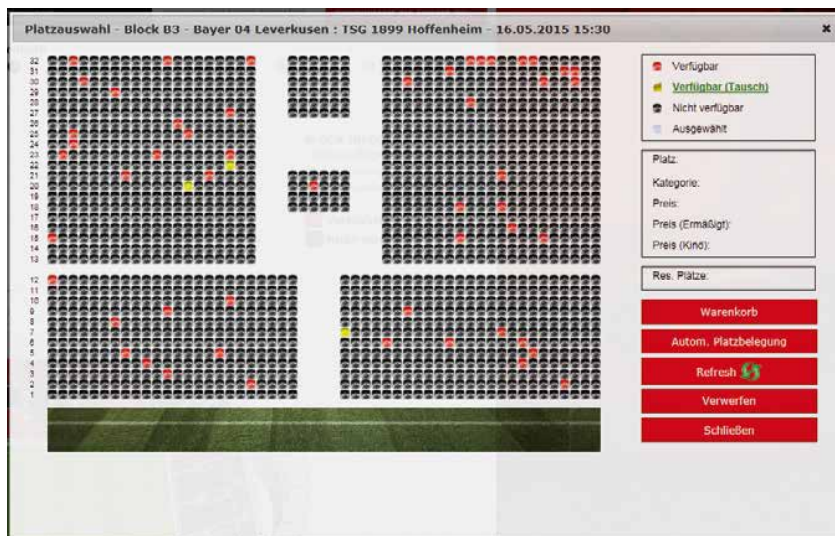 Platzauswahl - Block B3 - Bayer 04 Leverkusen : TSG 1899 Hoffenheim - 16.05.2015 15:30
x
32
31
30
29
28
27
26
25
24
23
22
21
20
19
18
17
16
15
14
13
12
11
10
9
8
7
6
5
4
3
2
1
Verfügbar
Verfügbar (Tausch)
Nicht verfügbar
Ausgewählt
Platz:
Kategorie:
Preis:
Preis (Ermäßigt):
Preis (Kind):
Res. Plätze:
Warenkorb
Autom. Platzbelegung
Refresh
Verwerfen
Schließen